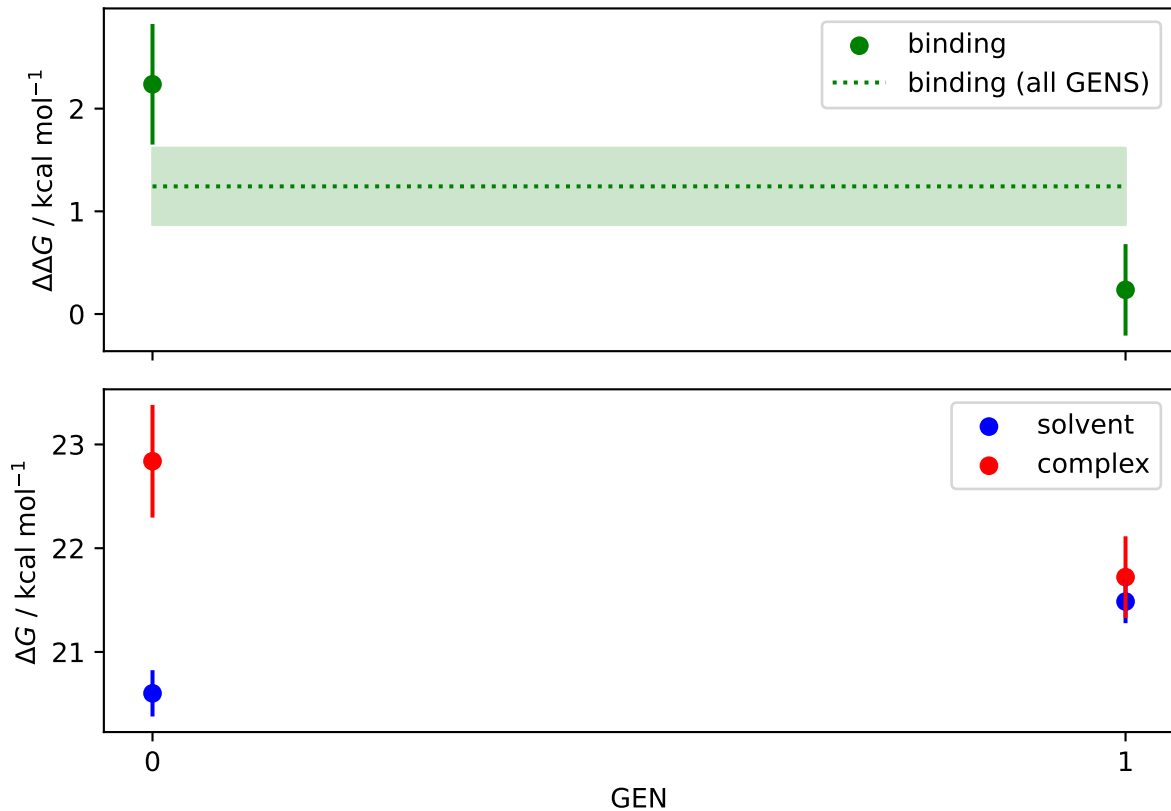 binding
binding (all GENS)
ΔΔG / kcal mol⁻¹
2
1
0
solvent
complex
ΔG / kcal mol⁻¹
23
22
21
0
1
GEN